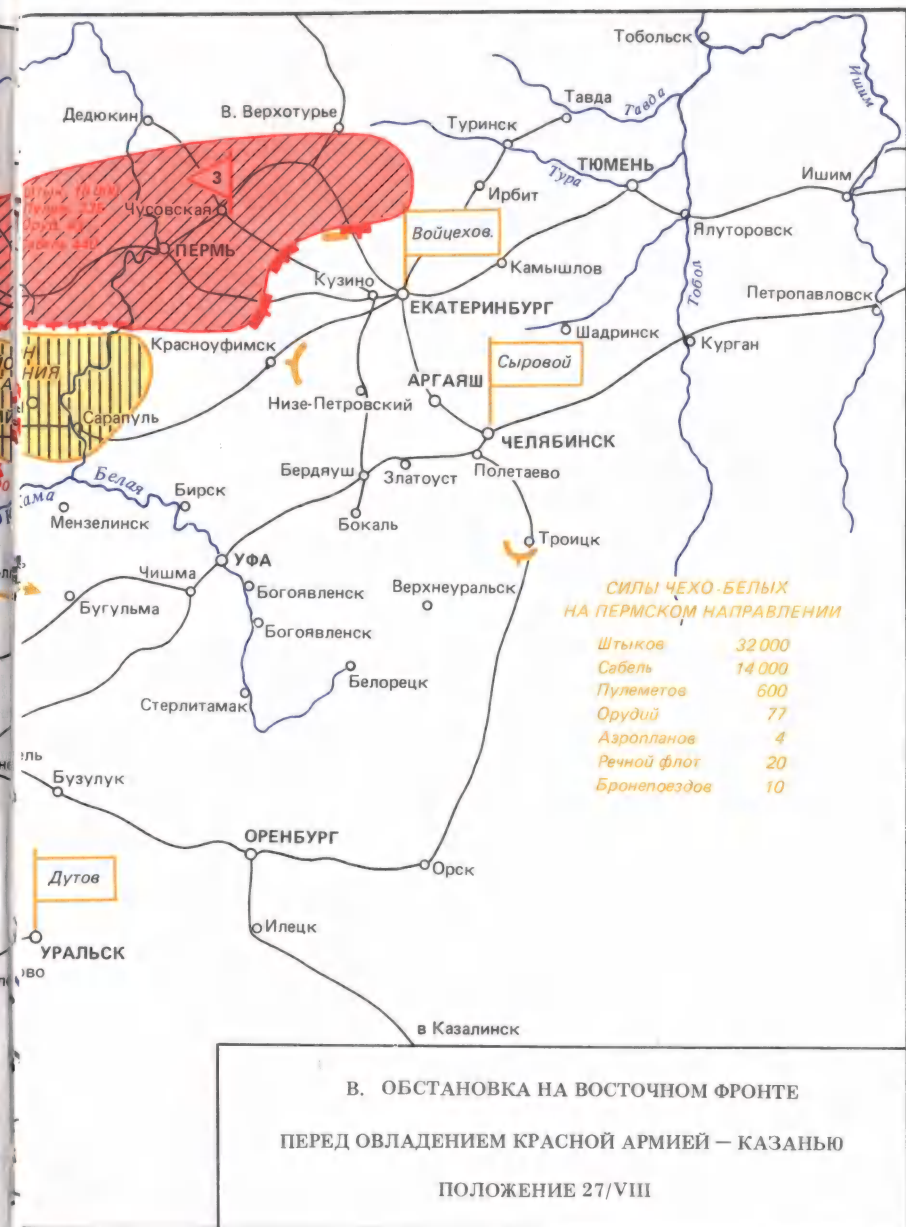 Тобольск
Ишим
Тавда
Тавда
Дедюкин
В. Верхотурье
Туринск
ТЮМЕНЬ
Ишим
Тура
3
Ирбит
Чусовская
Войцехов.
Ялуторовск
ПЕРМЬ
Камышлов
Тобол
Петропавловск
Кузино
ЕКАТЕРИНБУРГ
Шадринск
Красноуфимск
Сыровой
Курган
АРГАЯШ
НИЯ
Низе-Петровский
Сарапуль
ЧЕЛЯБИНСК
Бердяуш
Златоуст
Полетаево
Белая
Бирск
Кама
Мензелинск
Бокаль
Троицк
УФА
Чишма
Верхнеуральск
Бугульма
Богоявленск
Богоявленск
Белорецк
Стерлитамак
СИЛЫ ЧЕХО-БЕЛЫХ
НА ПЕРМСКОМ НАПРАВЛЕНИИ
Штыков 32 000
Сабель 14 000
Пулеметов 600
Орудий 77
Аэропланов 4
Речной флот 20
Бронепоездов 10
Бузулук
ОРЕНБУРГ
Орск
Дутов
Илецк
УРАЛЬСК
ово
в Казалинск
В. ОБСТАНОВКА НА ВОСТОЧНОМ ФРОНТЕ
ПЕРЕД ОВЛАДЕНИЕМ КРАСНОЙ АРМИЕЙ — КАЗАНЬЮ
ПОЛОЖЕНИЕ 27/VIII